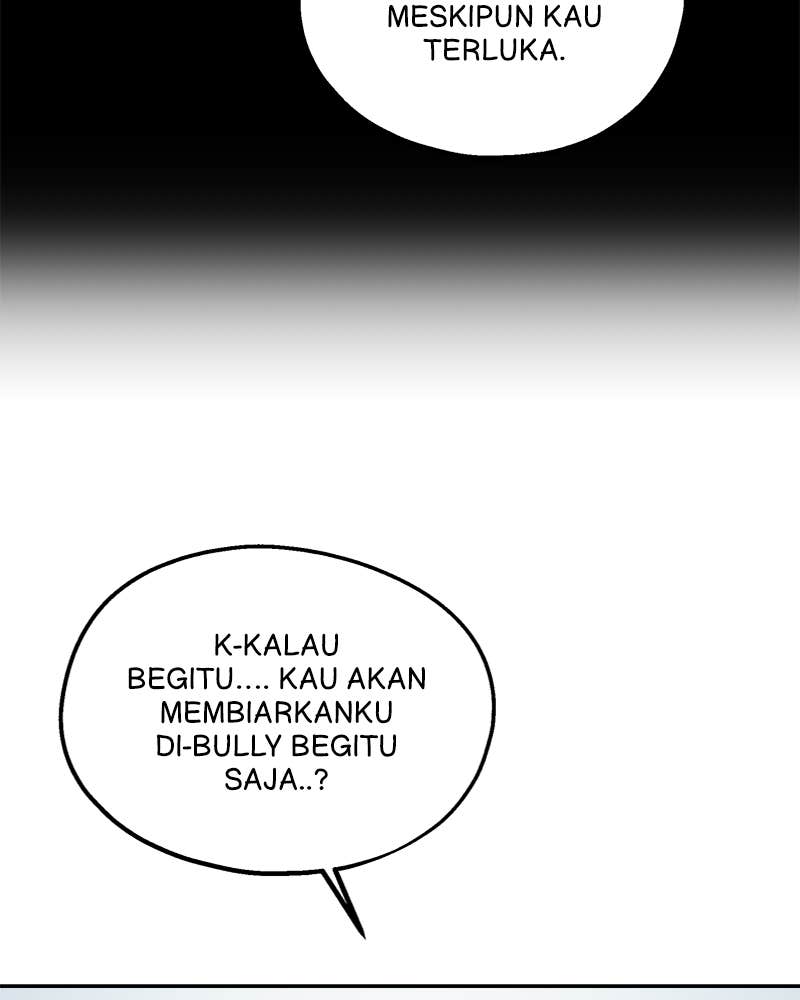 MESKIPUN KAU
TERLUKA.
K-KALAU
BEGITU.... KAU AKAN
MEMBIARKANKU
DI-BULLY BEGITU
SAJA..?